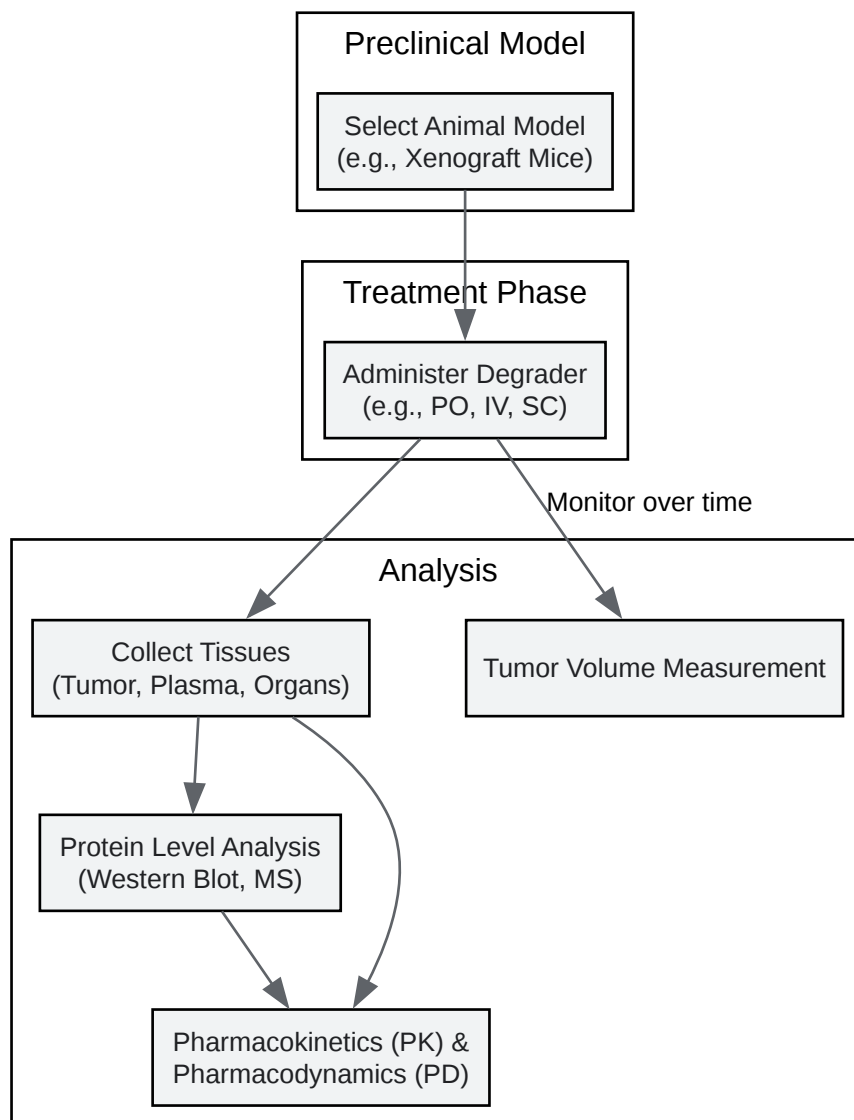 Preclinical Model
Select Animal Model
(e.g., Xenograft Mice)
Treatment Phase
Administer Degrader
(e.g., PO, IV, SC)
Monitor over time
Analysis
Collect Tissues
(Tumor, Plasma, Organs)
Tumor Volume Measurement
Protein Level Analysis
(Western Blot, MS)
Pharmacokinetics (PK) &
Pharmacodynamics (PD)